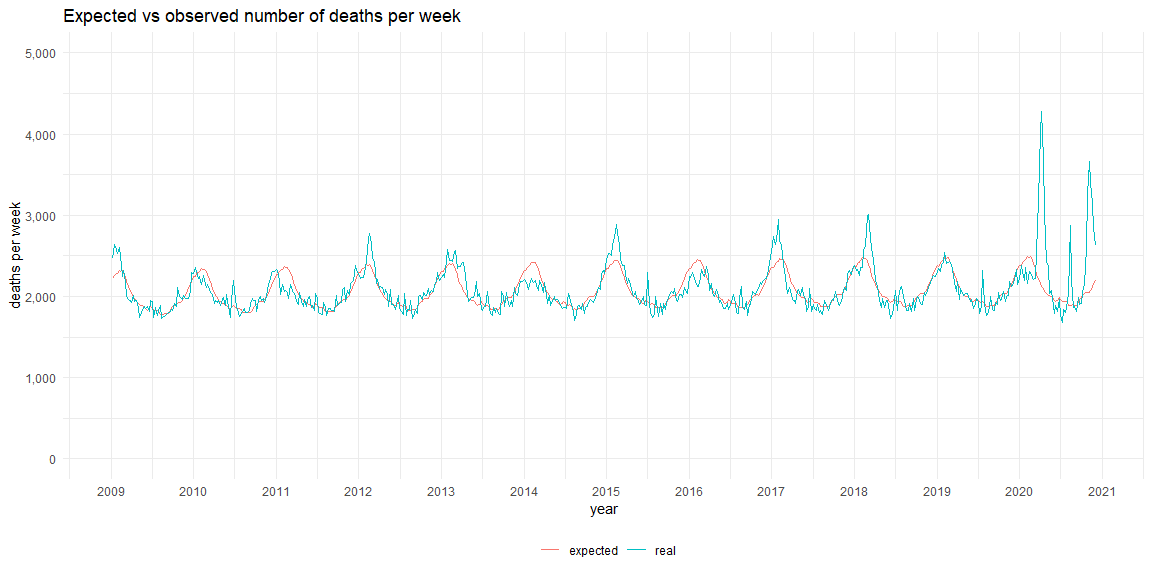 Expected vs observed number of deaths per week
5,000
4,000
3,000
2,000
1,000
0
deaths per week
2009 2010 2011 2012 2013 2014 2015 2016 2017 2018 2019 2020 2021
year
expected real